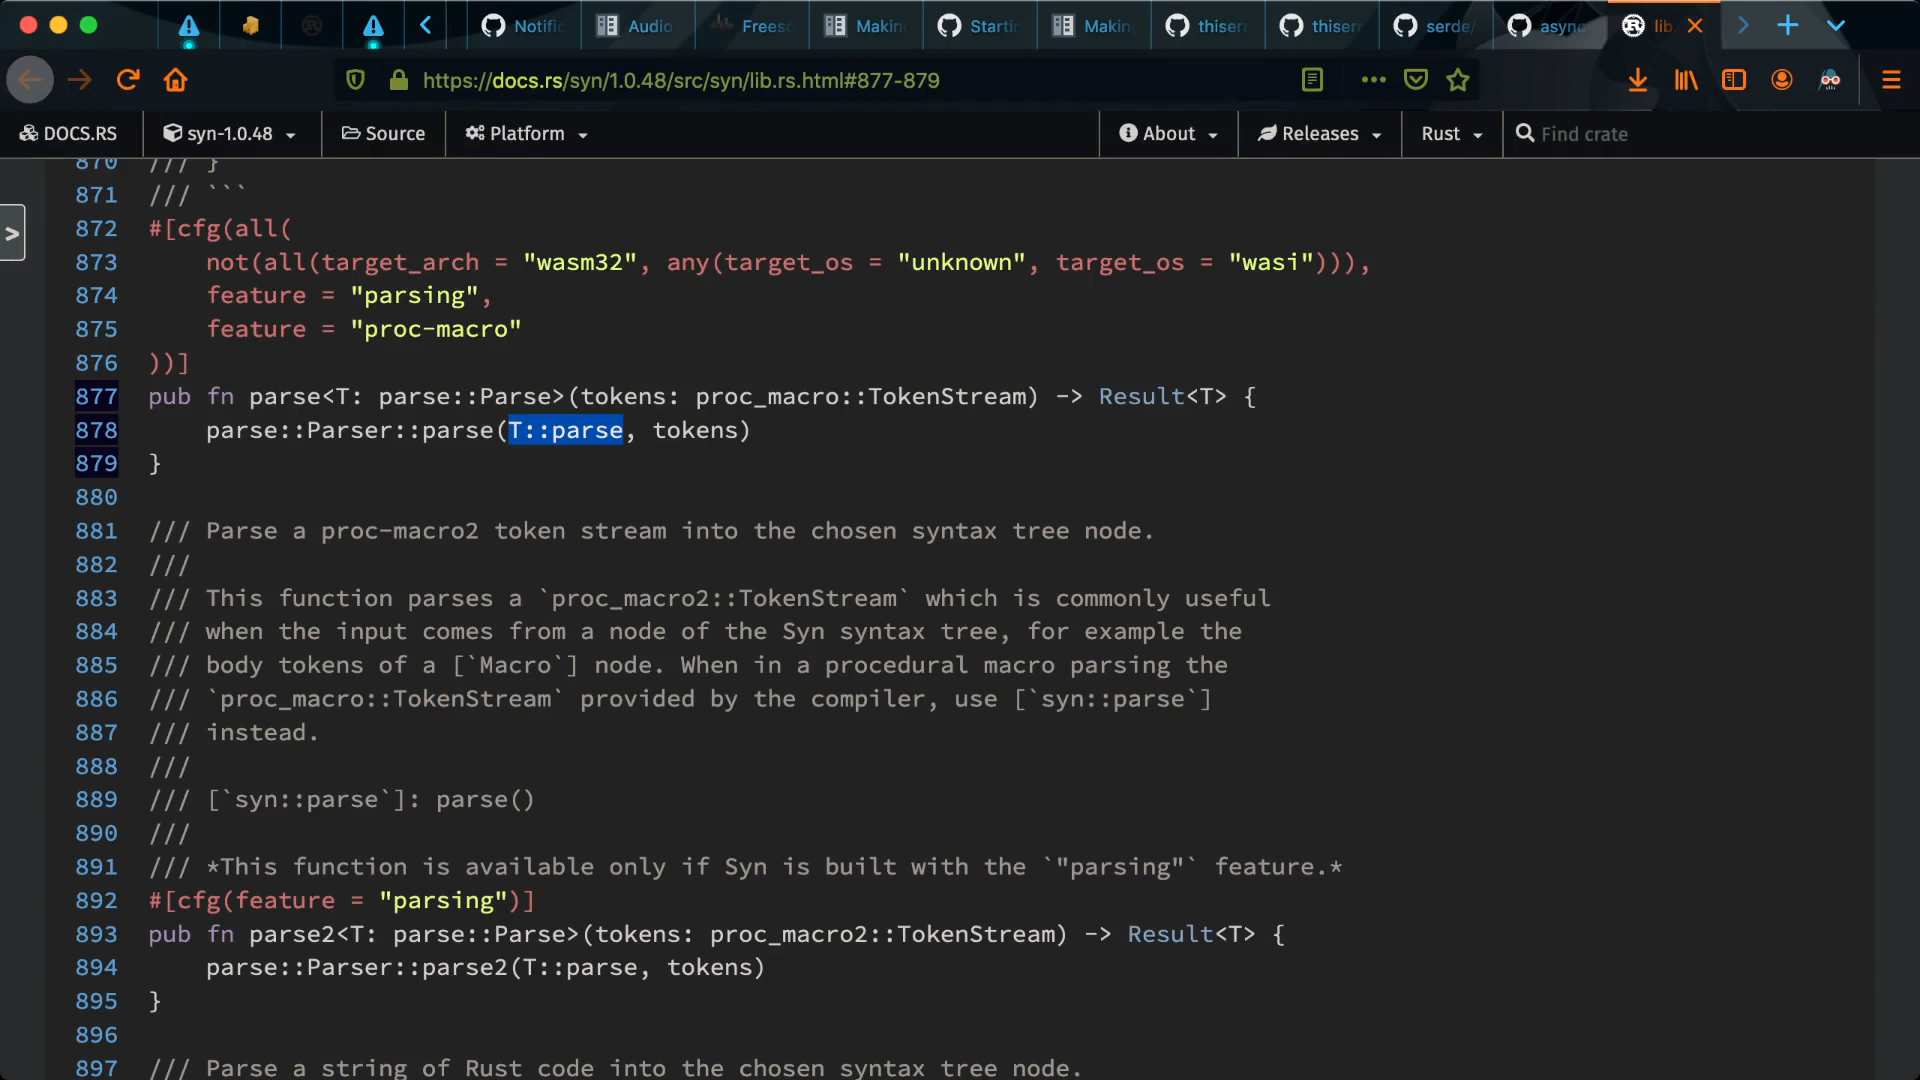 Notific
Audio
Freeso
Making
Startin
Making
thiserr
thiserr
serde/
async
lib.
https://docs.rs/syn/1.0.48/src/syn/lib.rs.html#877-879
DOCS.RS
syn-1.0.48
Source
Platform
About
Releases
Rust
Find crate
870 /// }
871 /// ```
872 #[cfg(all(
873     not(all(target_arch = "wasm32", any(target_os = "unknown", target_os = "wasi"))),
874     feature = "parsing",
875     feature = "proc-macro"
876 ))]
877 pub fn parse<T: parse::Parse>(tokens: proc_macro::TokenStream) -> Result<T> {
878     parse::Parser::parse(T::parse, tokens)
879 }
880
881 /// Parse a proc-macro2 token stream into the chosen syntax tree node.
882 ///
883 /// This function parses a `proc_macro2::TokenStream` which is commonly useful
884 /// when the input comes from a node of the Syn syntax tree, for example the
885 /// body tokens of a [`Macro`] node. When in a procedural macro parsing the
886 /// `proc_macro::TokenStream` provided by the compiler, use [`syn::parse`]
887 /// instead.
888 ///
889 /// [`syn::parse`]: parse()
890 ///
891 /// *This function is available only if Syn is built with the `"parsing"` feature.*
892 #[cfg(feature = "parsing")]
893 pub fn parse2<T: parse::Parse>(tokens: proc_macro2::TokenStream) -> Result<T> {
894     parse::Parser::parse2(T::parse, tokens)
895 }
896
897 /// Parse a string of Rust code into the chosen syntax tree node.